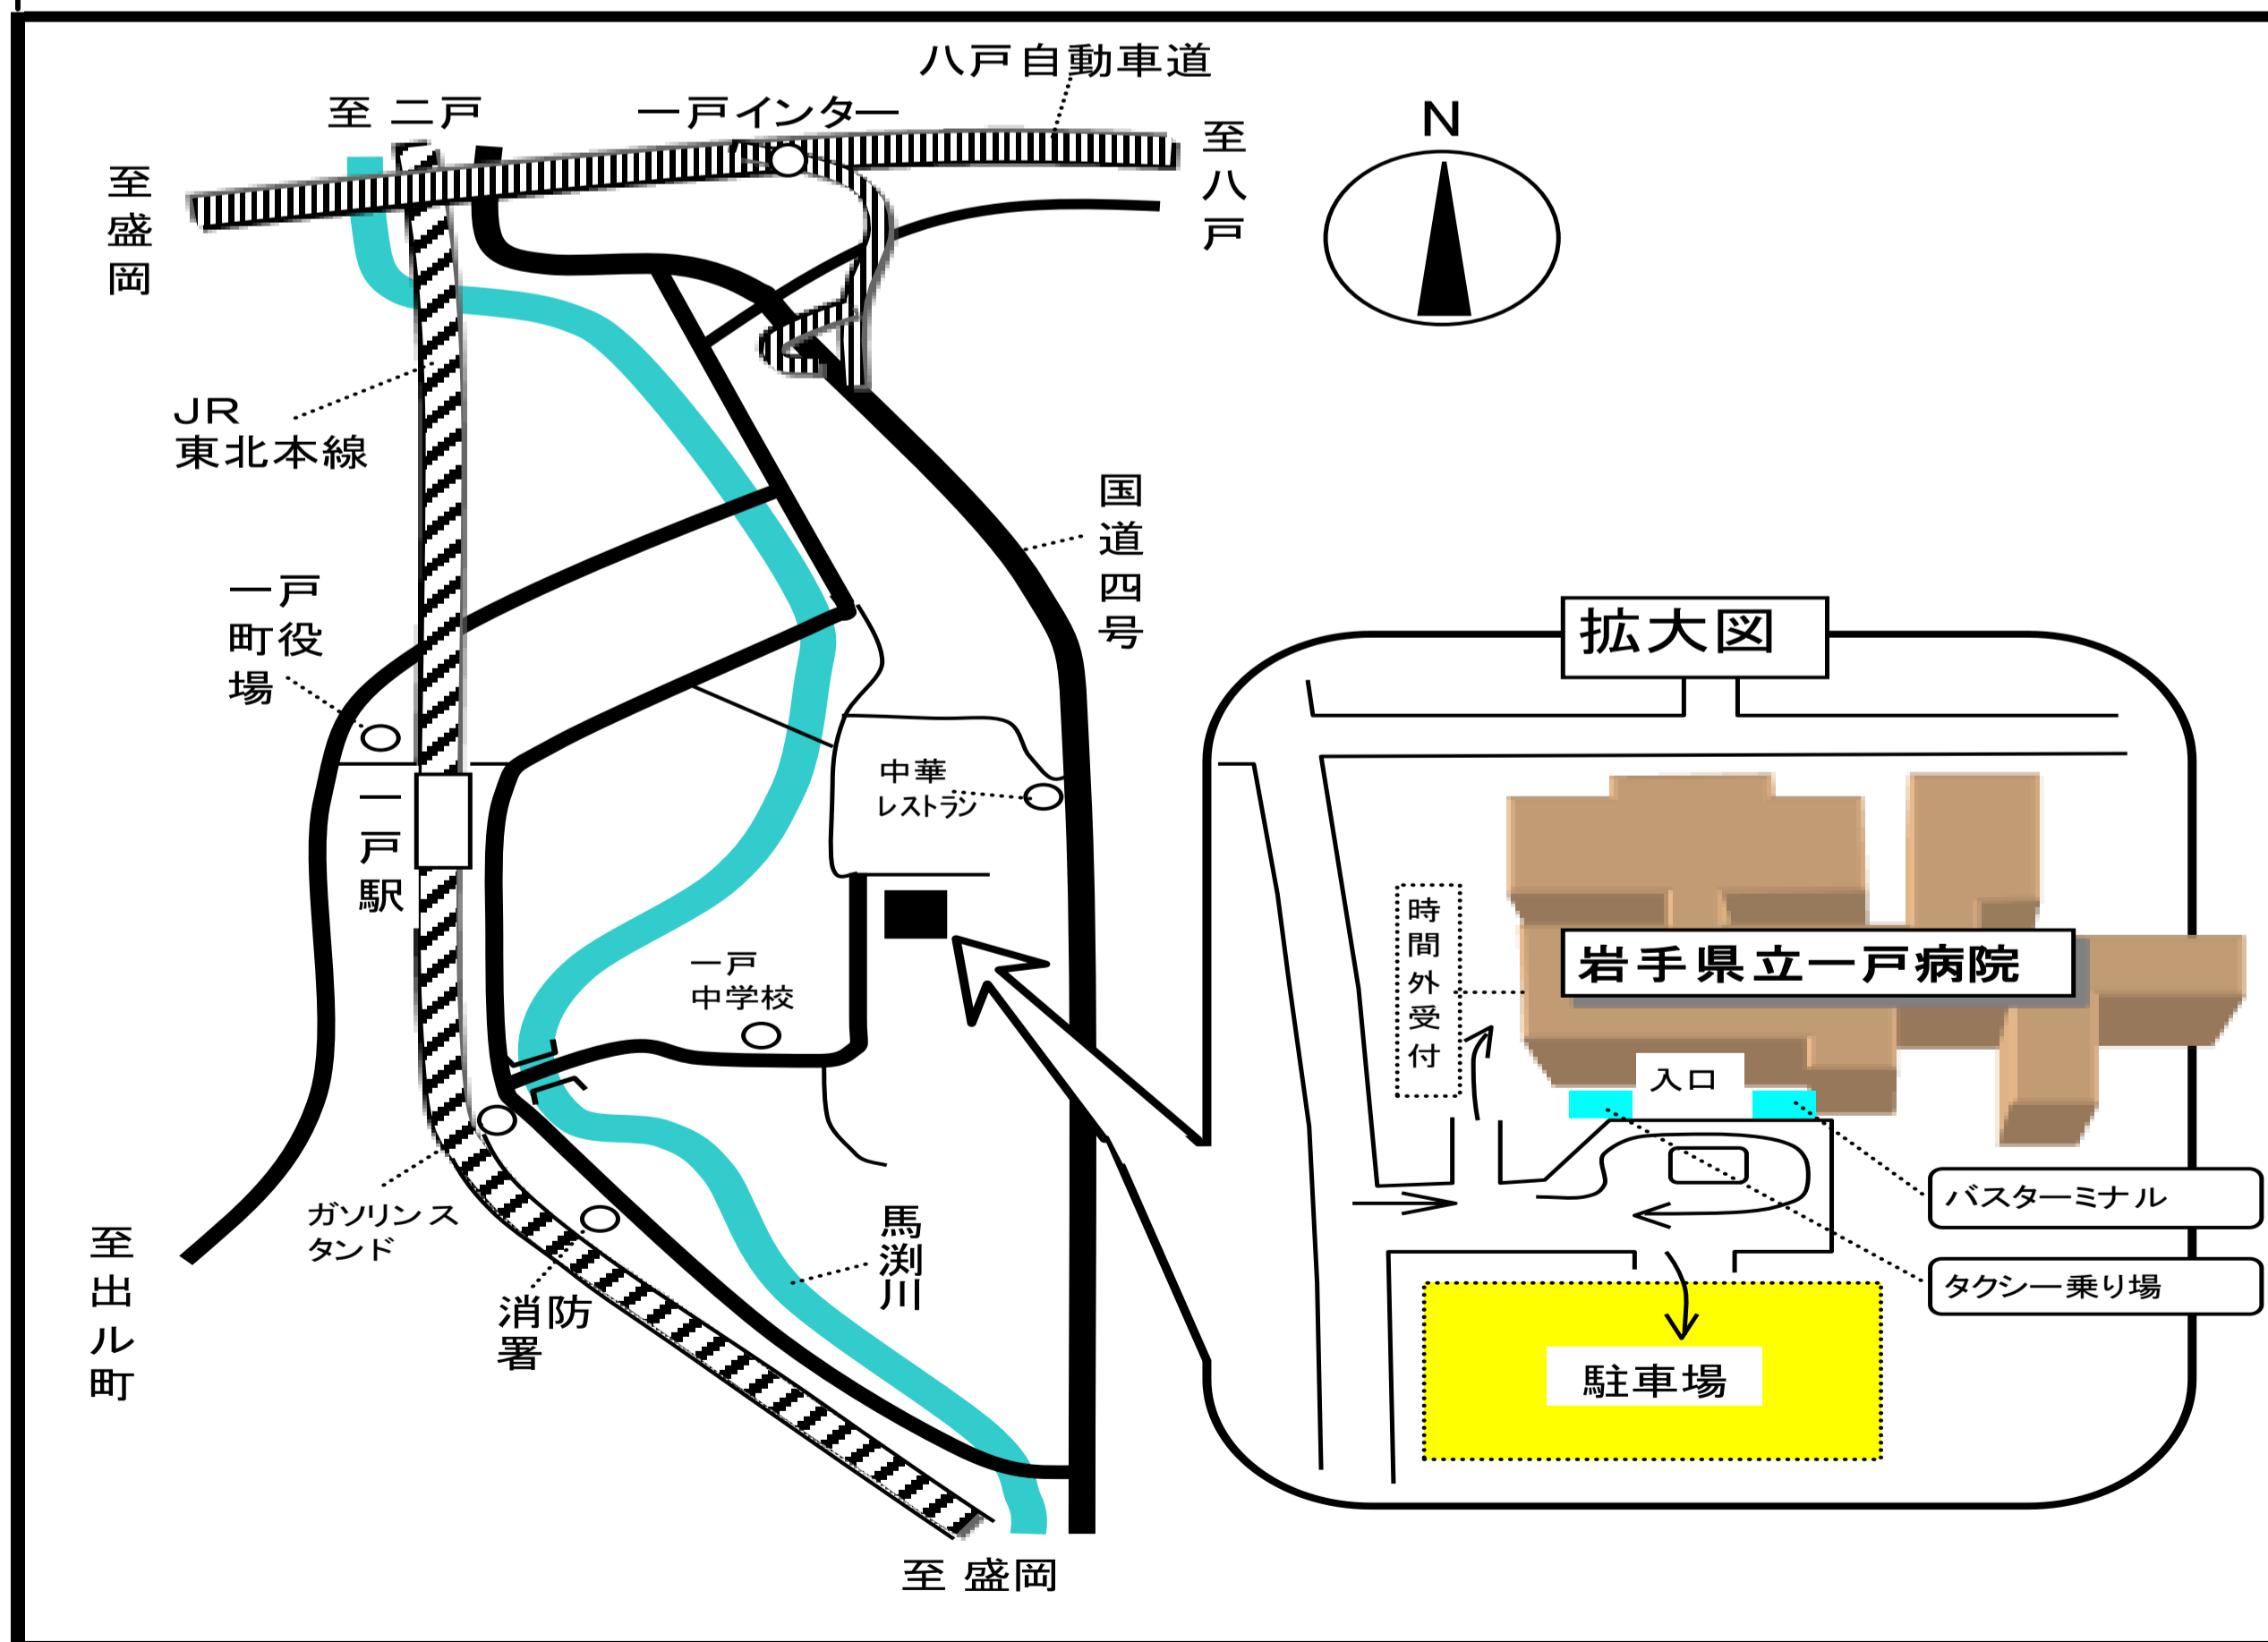 八戸自動車道
至 二戸
一戸インター
N
至八戸
至盛岡
JR
東北本線
国道四号
一戸
町役
場
拡大図
中華
レストラン
一戸駅
時間外受付
岩手県立一戸病院
一戸
中学校
入口
バスターミナル
ガソリンス
タンド
馬渕川
至出ル町
タクシー乗り場
消防
署
駐車場
至 盛岡